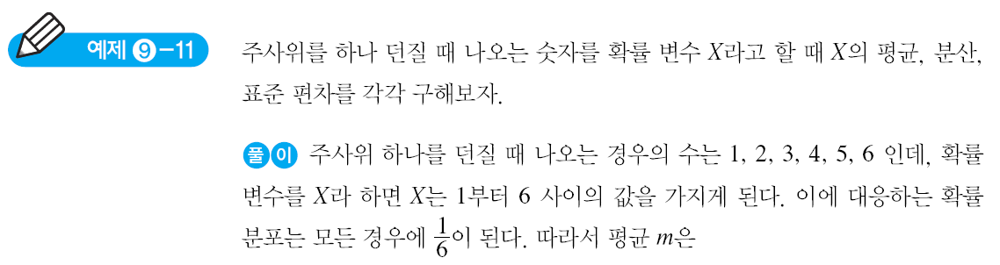 예제 9-11
주사위를 하나 던질 때 나오는 숫자를 확률 변수 X라고 할 때 X의 평균, 분산,
표준 편차를 각각 구해보자.
풀이 주사위 하나를 던질 때 나오는 경우의 수는 1, 2, 3, 4, 5, 6 인데, 확률
변수를 X라 하면 X는 1부터 6 사이의 값을 가지게 된다. 이에 대응하는 확률
분포는 모든 경우에 1/6이 된다. 따라서 평균 m은